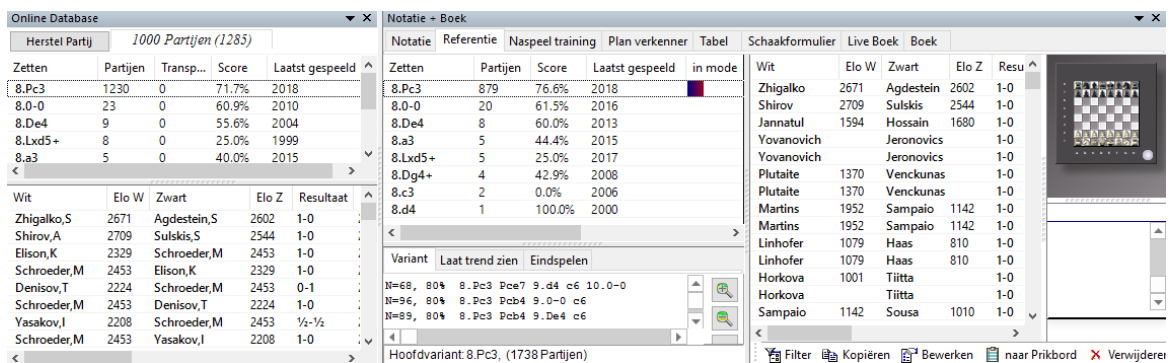 Online Database
Herstel Partij 1000 Partijen (1285)
Zetten Partijen Transp... Score Laatst gespeeld
8.Pc3 1230 0 71.7% 2018
8.0-0 23 0 60.9% 2010
8.De4 9 0 55.6% 2004
8.Lxd5+ 8 0 25.0% 1999
8.a3 5 0 40.0% 2015
Wit Elo W Zwart Elo Z Resultaat
Zhigalko,S 2671 Agdestein,S 2602 1-0
Shirov,A 2709 Sulskis,S 2544 1-0
Elison,K 2329 Schroeder,M 2453 1-0
Schroeder,M 2453 Elison,K 2329 1-0
Denisov,T 2224 Schroeder,M 2453 0-1
Schroeder,M 2453 Denisov,T 2224 1-0
Yasakov,I 2208 Schroeder,M 2453 ½-½
Schroeder,M 2453 Yasakov,I 2208 1-0
Notatie + Boek
Notatie Referentie Naspeel training Plan verkenner Tabel Schaakformulier Live Boek Boek
Zetten Partijen Score Laatst gespeeld in mode
8.Pc3 879 76.6% 2018
8.0-0 20 61.5% 2016
8.De4 8 60.0% 2013
8.a3 5 44.4% 2015
8.Lxd5+ 5 25.0% 2017
8.Dg4+ 4 42.9% 2008
8.c3 2 0.0% 2006
8.d4 1 100.0% 2000
Variant Laat trend zien Eindspelen
N=68, 80% 8.Pc3 Pce7 9.d4 c6 10.0-0
N=96, 80% 8.Pc3 Pcb4 9.0-0 c6
N=89, 80% 8.Pc3 Pcb4 9.De4 c6
Hoofdvariant: 8.Pc3, (1738 Partijen)
Wit Elo W Zwart Elo Z Resu
Zhigalko 2671 Agdestein 2602 1-0
Shirov 2709 Sulskis 2544 1-0
Jannatul 1594 Hossain 1680 1-0
Yovanovich Jeronovics 1-0
Yovanovich Jeronovics 1-0
Plutaite 1370 Venckunas 1-0
Plutaite 1370 Venckunas 1-0
Martins 1952 Sampaio 1142 1-0
Martins 1952 Sampaio 1142 1-0
Linhofer 1079 Haas 810 1-0
Linhofer 1079 Haas 810 1-0
Horkova 1001 Tiitta 1-0
Horkova Tiitta 1-0
Sampaio 1142 Sousa 1010 1-0
Filter Kopiëren Bewerken naar Prikbord Verwijderen